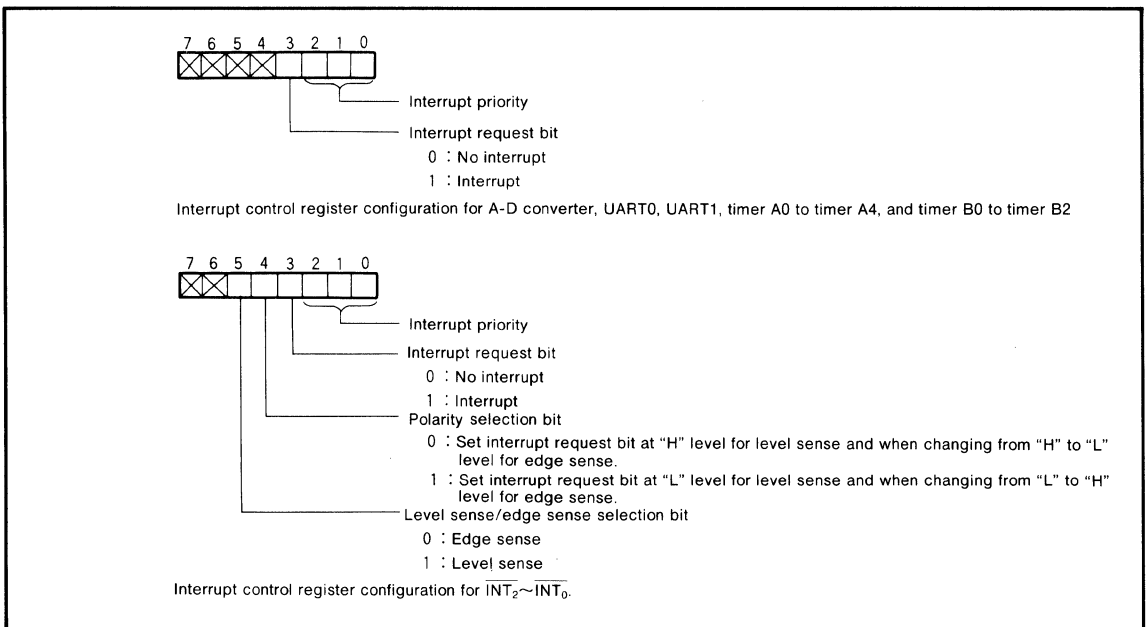 7 6 5 4 3 2 1 0
Interrupt priority
Interrupt request bit
0 : No interrupt
1 : Interrupt
Interrupt control register configuration for A-D converter, UART0, UART1, timer A0 to timer A4, and timer B0 to timer B2
7 6 5 4 3 2 1 0
Interrupt priority
Interrupt request bit
0 : No interrupt
1 : Interrupt
Polarity selection bit
0 : Set interrupt request bit at “H” level for level sense and when changing from “H” to “L”
level for edge sense.
1 : Set interrupt request bit at “L” level for level sense and when changing from “L” to “H”
level for edge sense.
Level sense/edge sense selection bit
0 : Edge sense
1 : Level sense
Interrupt control register configuration for I̅N̅T̅₂~I̅N̅T̅₀.